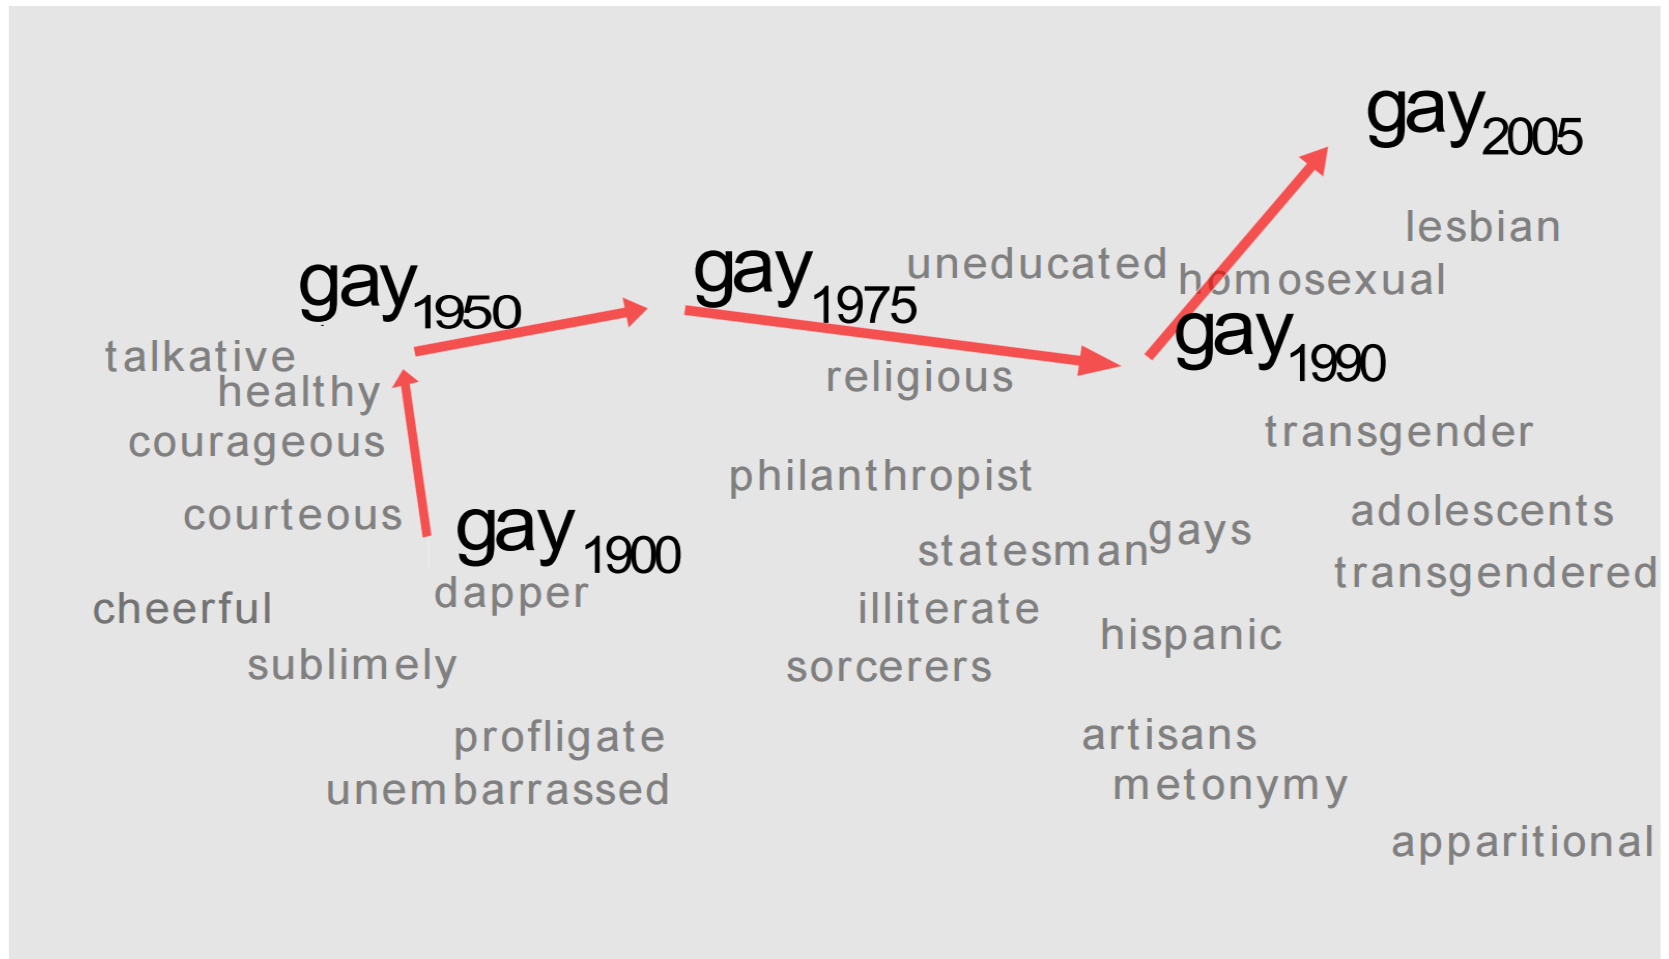 gay2005
lesbian
gay1950
gay1975
uneducated
homosexual
gay1990
talkative
healthy
religious
courageous
transgender
philanthropist
courteous
gay1900
adolescents
statesman
gays
dapper
transgendered
cheerful
illiterate
hispanic
sublimely
sorcerers
profligate
artisans
unembarrassed
metonymy
apparitional